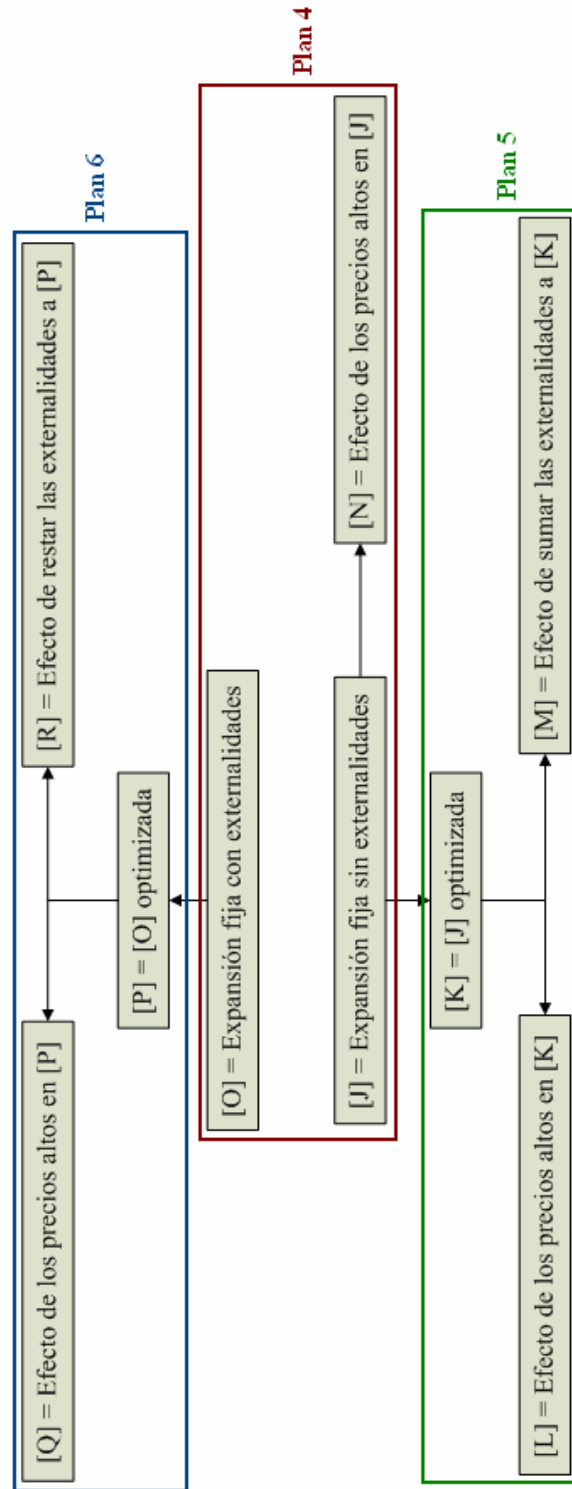 [Q] = Efecto de los precios altos en [P]
[R] = Efecto de restar las externalidades a [P]
Plan 6
[P] = [O] optimizada
[O] = Expansión fija con externalidades
Plan 4
[J] = Expansión fija sin externalidades
[N] = Efecto de los precios altos en [J]
[K] = [J] optimizada
Plan 5
[L] = Efecto de los precios altos en [K]
[M] = Efecto de sumar las externalidades a [K]